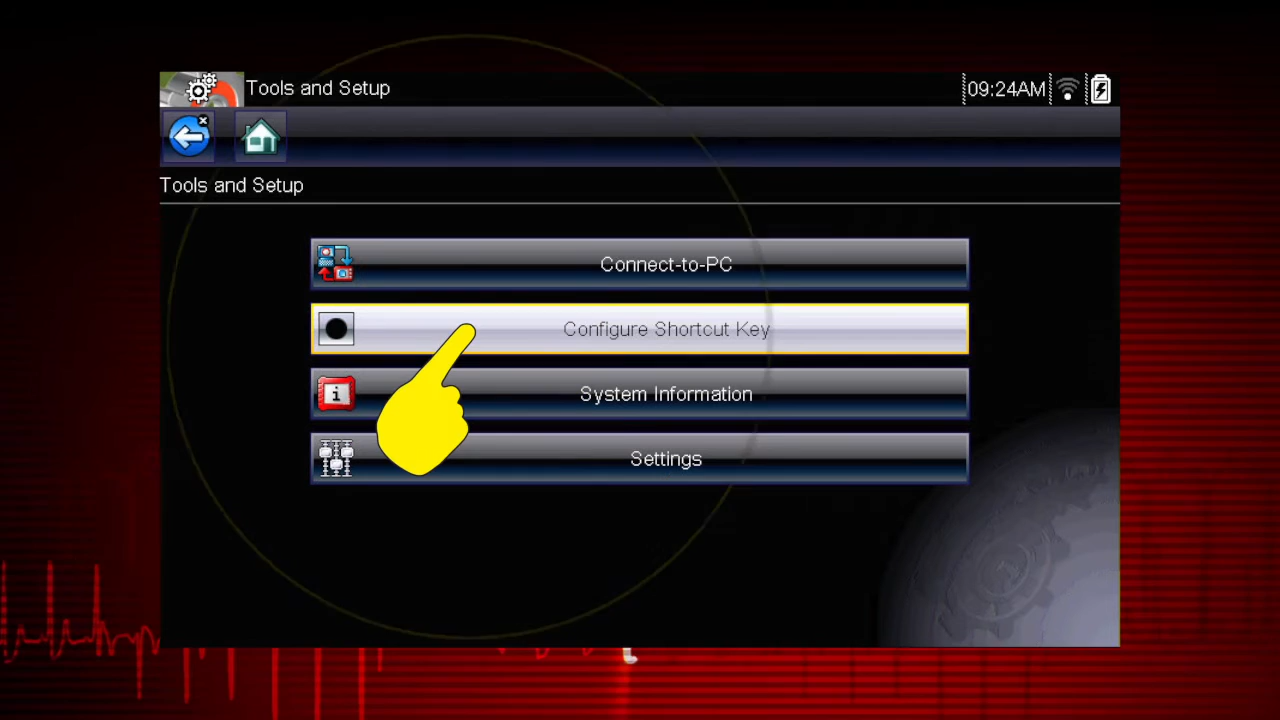 Tools and Setup
09:24AM
Tools and Setup
Connect-to-PC
Configure Shortcut Key
System Information
Settings